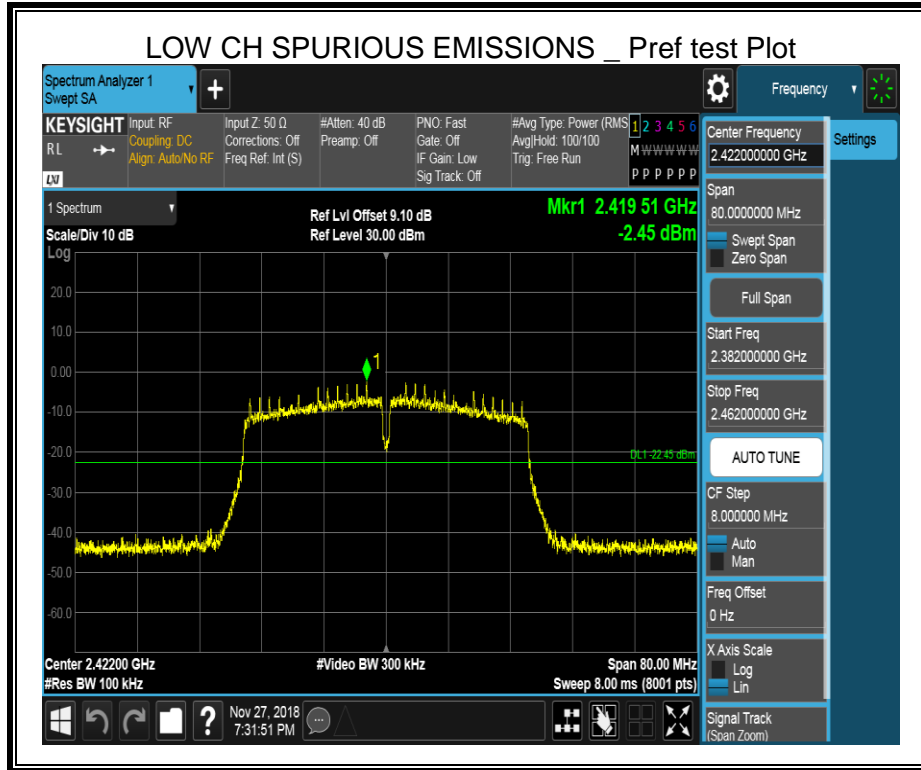 LOW CH SPURIOUS EMISSIONS _ Pref test Plot
Spectrum Analyzer 1
Swept SA
+
Frequency
KEYSIGHT
RL
LXI
Input: RF
Coupling: DC
Align: Auto/No RF
Input Z: 50 Ω
Corrections: Off
Freq Ref: Int (S)
#Atten: 40 dB
Preamp: Off
PNO: Fast
Gate: Off
IF Gain: Low
Sig Track: Off
#Avg Type: Power (RMS
Avg|Hold: 100/100
Trig: Free Run
1 2 3 4 5 6
M W W W W W
P P P P P P
Center Frequency
2.422000000 GHz
Settings
Span
80.0000000 MHz
Swept Span
Zero Span
Full Span
Start Freq
2.382000000 GHz
Stop Freq
2.462000000 GHz
AUTO TUNE
CF Step
8.000000 MHz
Auto
Man
Freq Offset
0 Hz
X Axis Scale
Log
Lin
Signal Track
(Span Zoom)
1 Spectrum
Scale/Div 10 dB
Ref Lvl Offset 9.10 dB
Ref Level 30.00 dBm
Mkr1 2.419 51 GHz
-2.45 dBm
Log
20.0
10.0
0.00
-10.0
-20.0
-30.0
-40.0
-50.0
-60.0
1
DL1 -22.45 dBm
Center 2.42200 GHz
#Video BW 300 kHz
Span 80.00 MHz
#Res BW 100 kHz
Sweep 8.00 ms (8001 pts)
?
Nov 27, 2018
7:31:51 PM